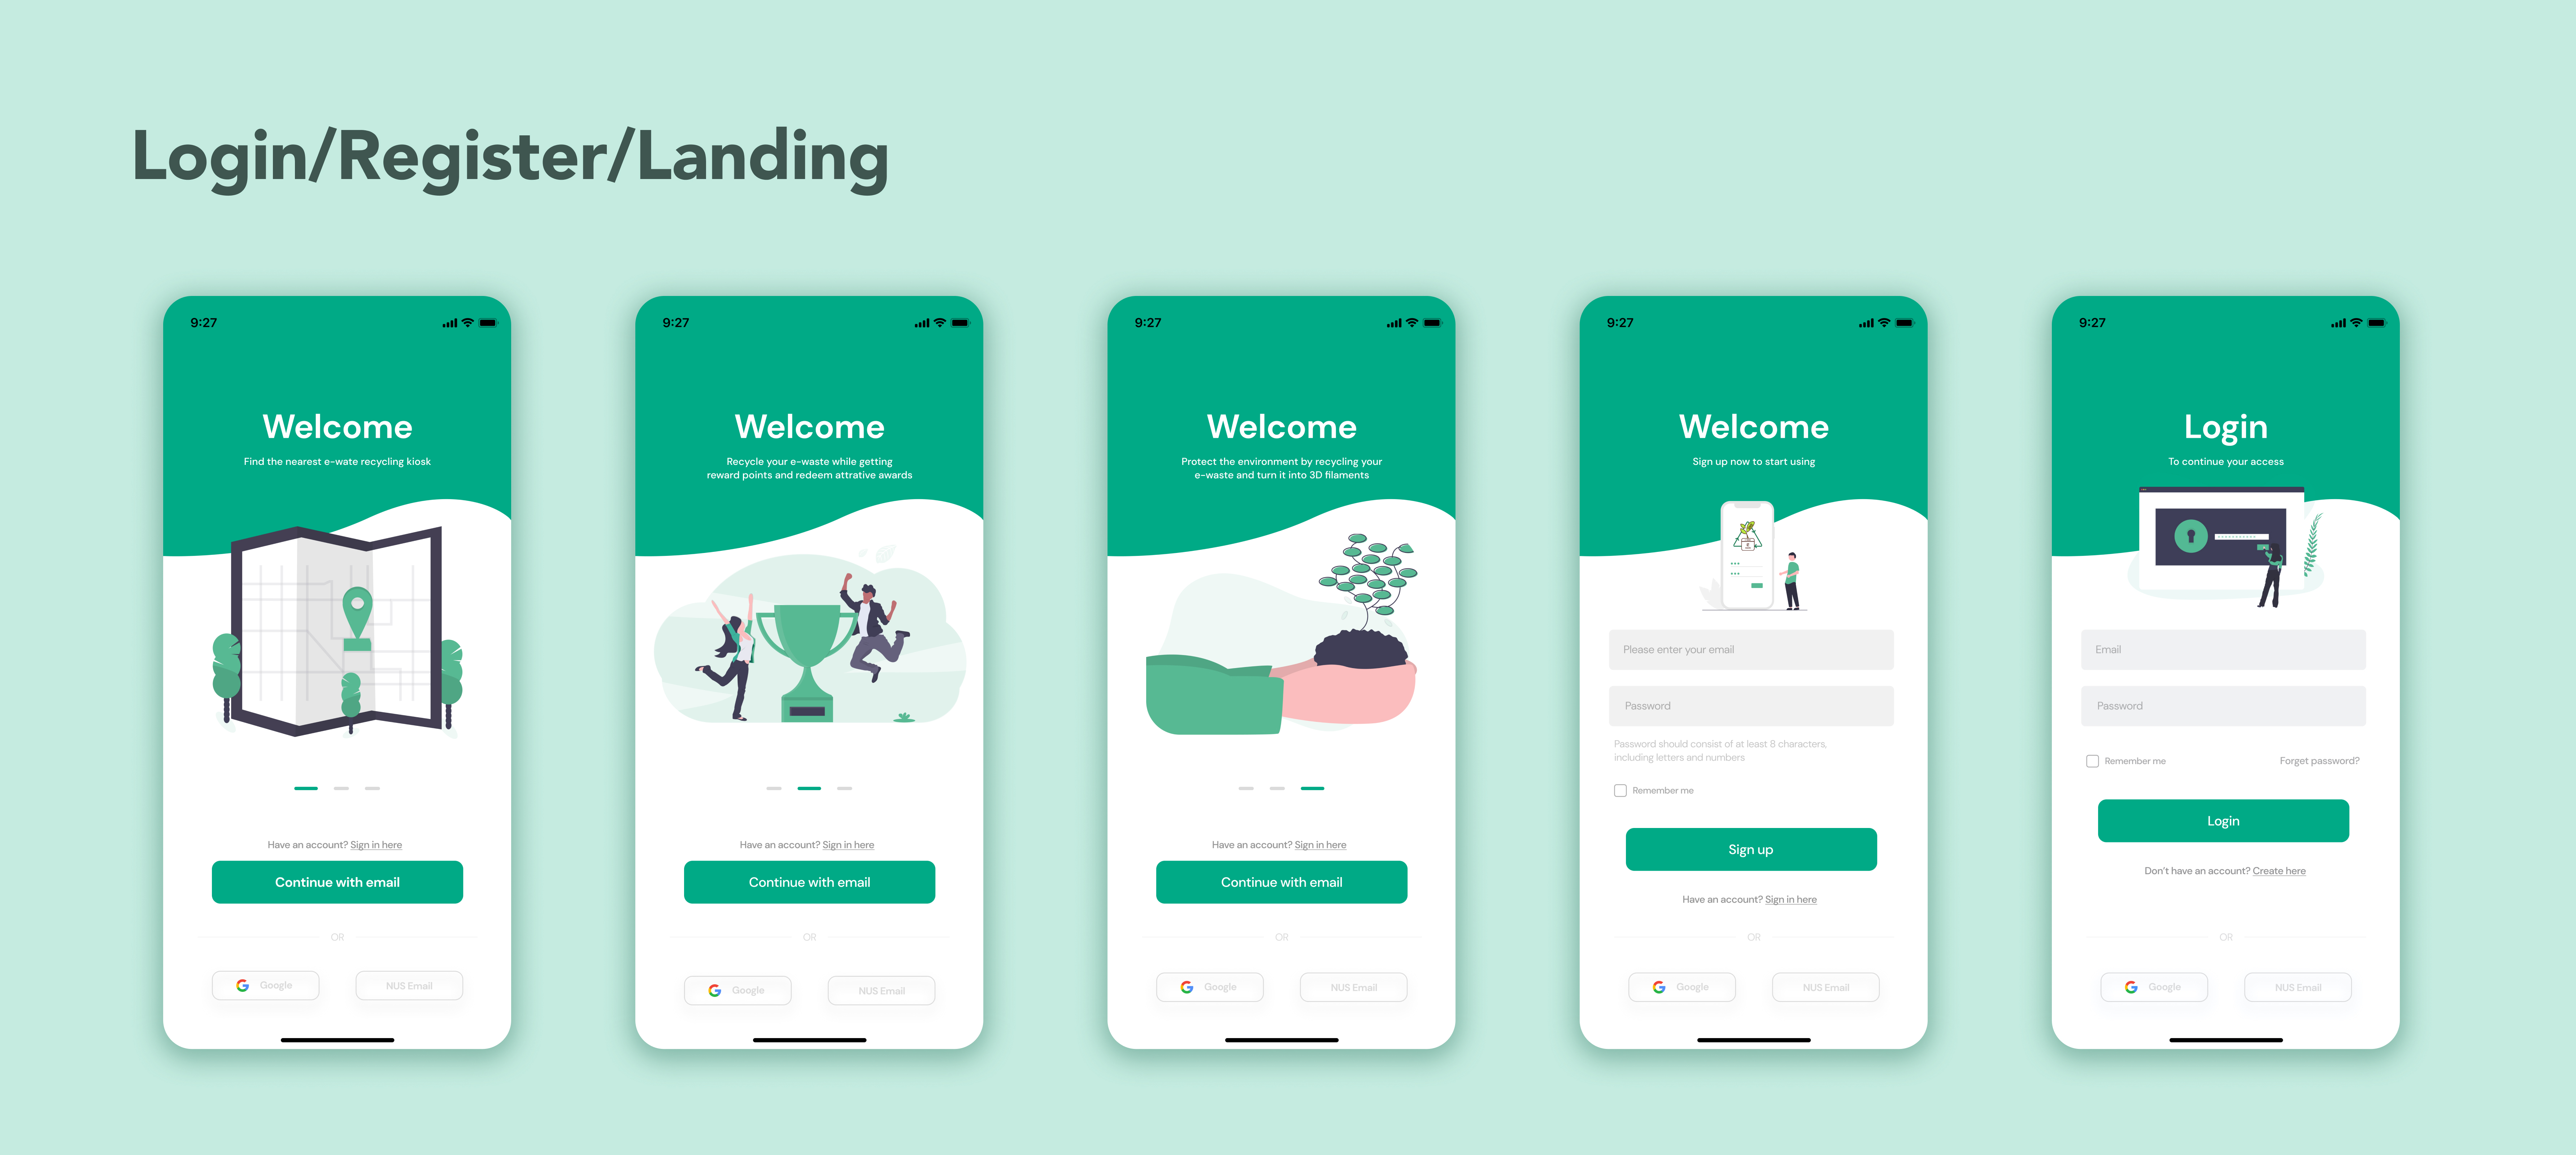 Login/Register/Landing
9:27
Welcome
Find the nearest e-wate recycling kiosk
Have an account? Sign in here
Continue with email
OR
Google
NUS Email
9:27
Welcome
Recycle your e-waste while getting
reward points and redeem attrative awards
Have an account? Sign in here
Continue with email
OR
Google
NUS Email
9:27
Welcome
Protect the environment by recycling your
e-waste and turn it into 3D filaments
Have an account? Sign in here
Continue with email
OR
Google
NUS Email
9:27
Welcome
Sign up now to start using
Please enter your email
Password
Password should consist of at least 8 characters,
including letters and numbers
Remember me
Sign up
Have an account? Sign in here
OR
Google
NUS Email
9:27
Login
To continue your access
Email
Password
Remember me
Forget password?
Login
Don't have an account? Create here
OR
Google
NUS Email